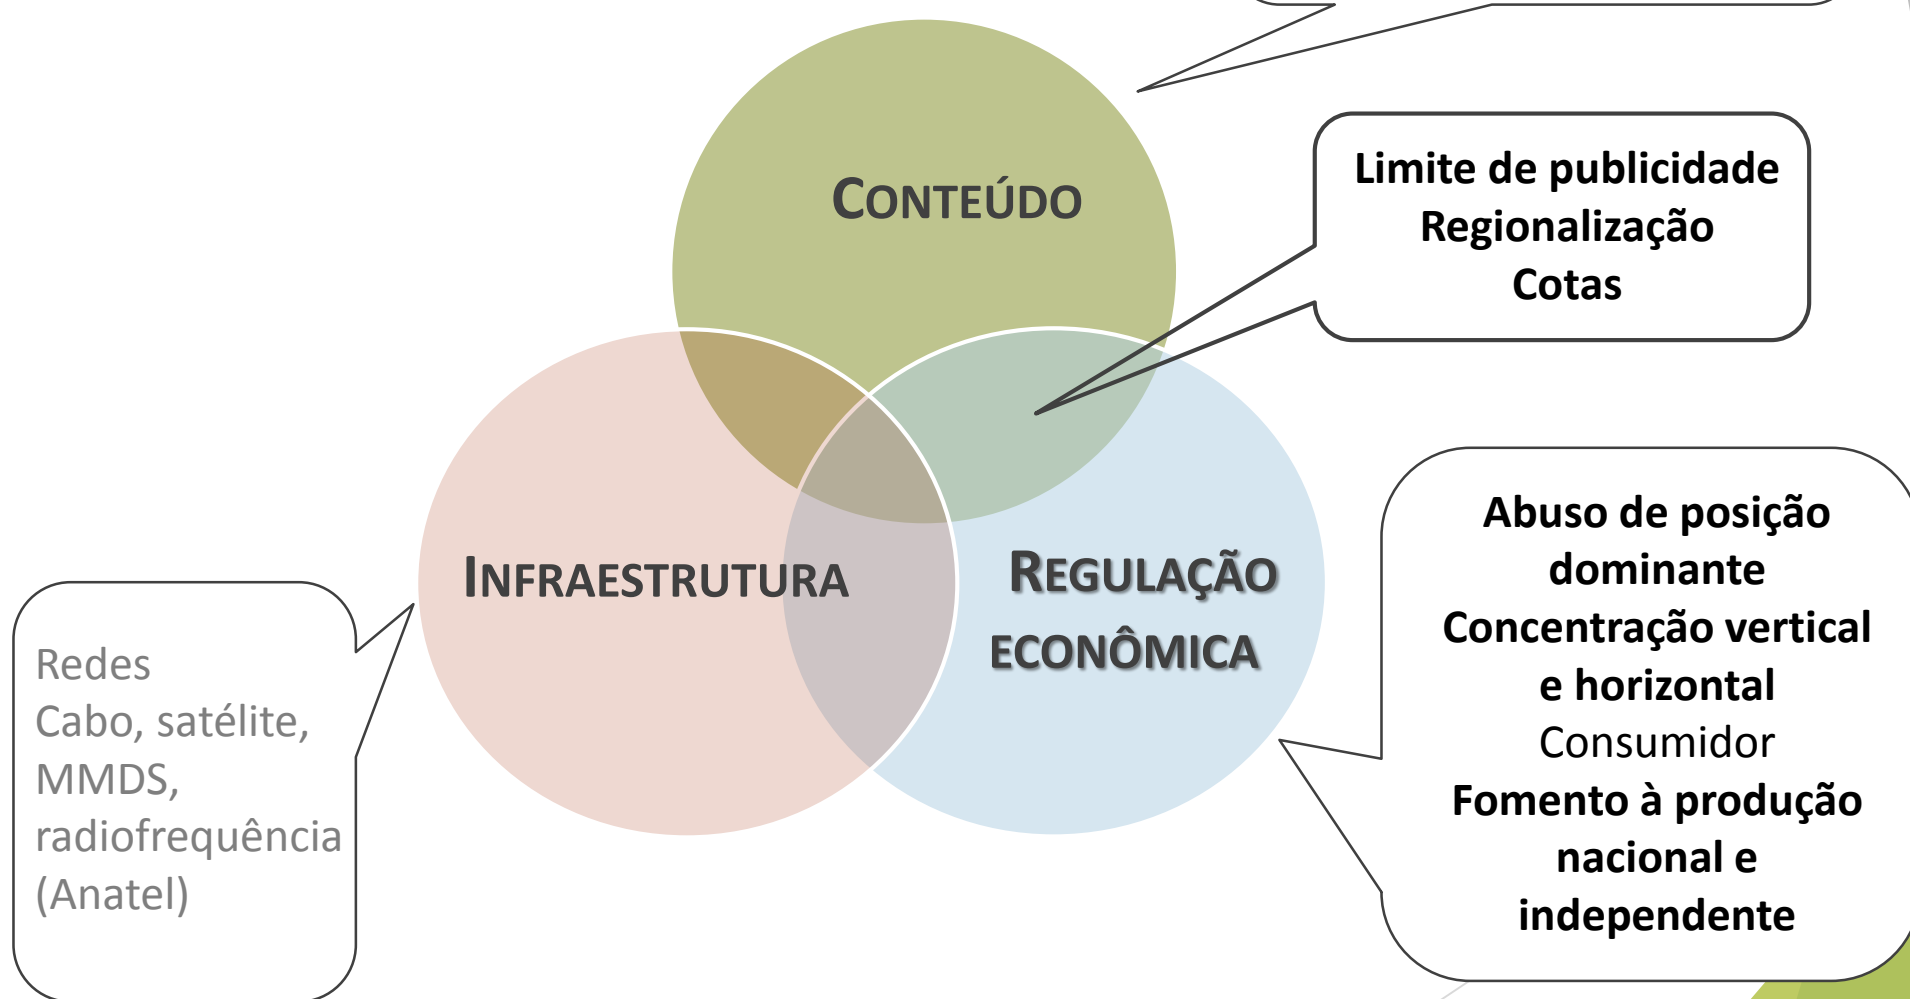 CONTEÚDO
Limite de publicidade
Regionalização
Cotas
INFRAESTRUTURA
REGULAÇÃO
ECONÔMICA
Redes
Cabo, satélite,
MMDS,
radiofrequência
(Anatel)
Abuso de posição
dominante
Concentração vertical
e horizontal
Consumidor
Fomento à produção
nacional e
independente